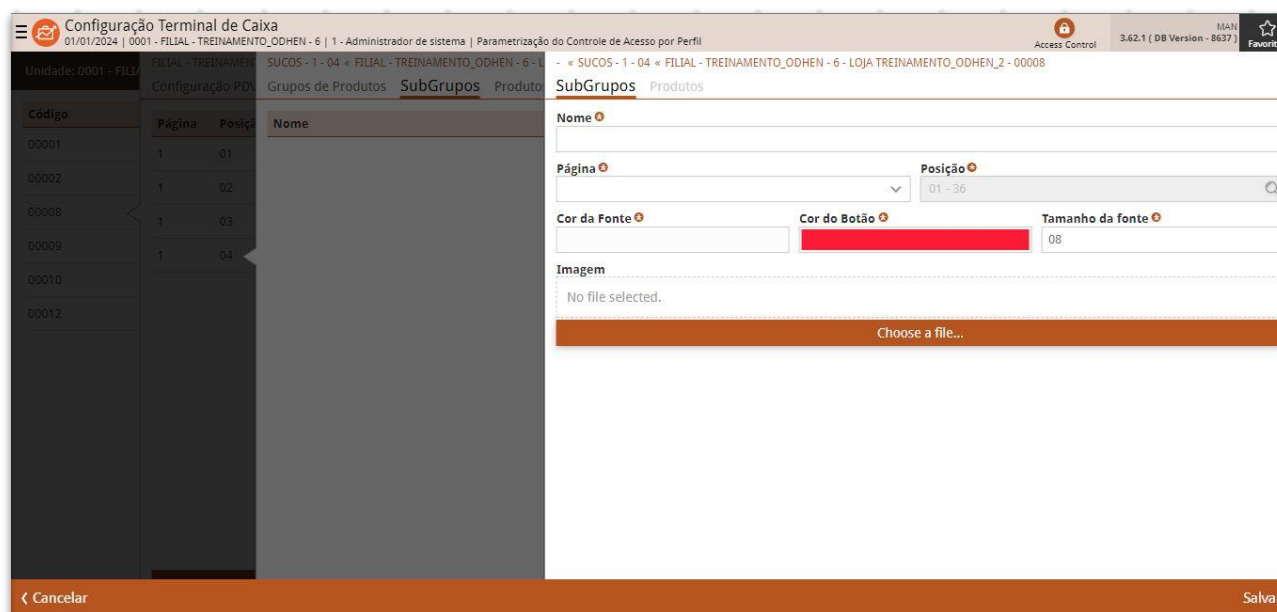 Configuração Terminal de Caixa
01/01/2024 | 0001 - FILIAL - TREINAMENTO_ODHEN - 6 | 1 - Administrador de sistema | Parametrização do Controle de Acesso por Perfil
Access Control
MAN
3.62.1 ( DB Version - 8637 )
Favorit
Unidade: 0001 - FILIA
Código
00001
00002
00008
00009
00010
00012
FILIAL - TREINAMEN
Configuração PDV
Página Posiçã
1 01
1 02
1 03
1 04
SUCOS - 1 - 04 « FILIAL - TREINAMENTO_ODHEN - 6 - L
Grupos de Produtos SubGrupos Produto
Nome
- « SUCOS - 1 - 04 « FILIAL - TREINAMENTO_ODHEN - 6 - LOJA TREINAMENTO_ODHEN_2 - 00008
SubGrupos Produtos
Nome
Página Posição
01 - 36
Cor da Fonte Cor do Botão Tamanho da fonte
08
Imagem
No file selected.
Choose a file...
Cancelar Salva